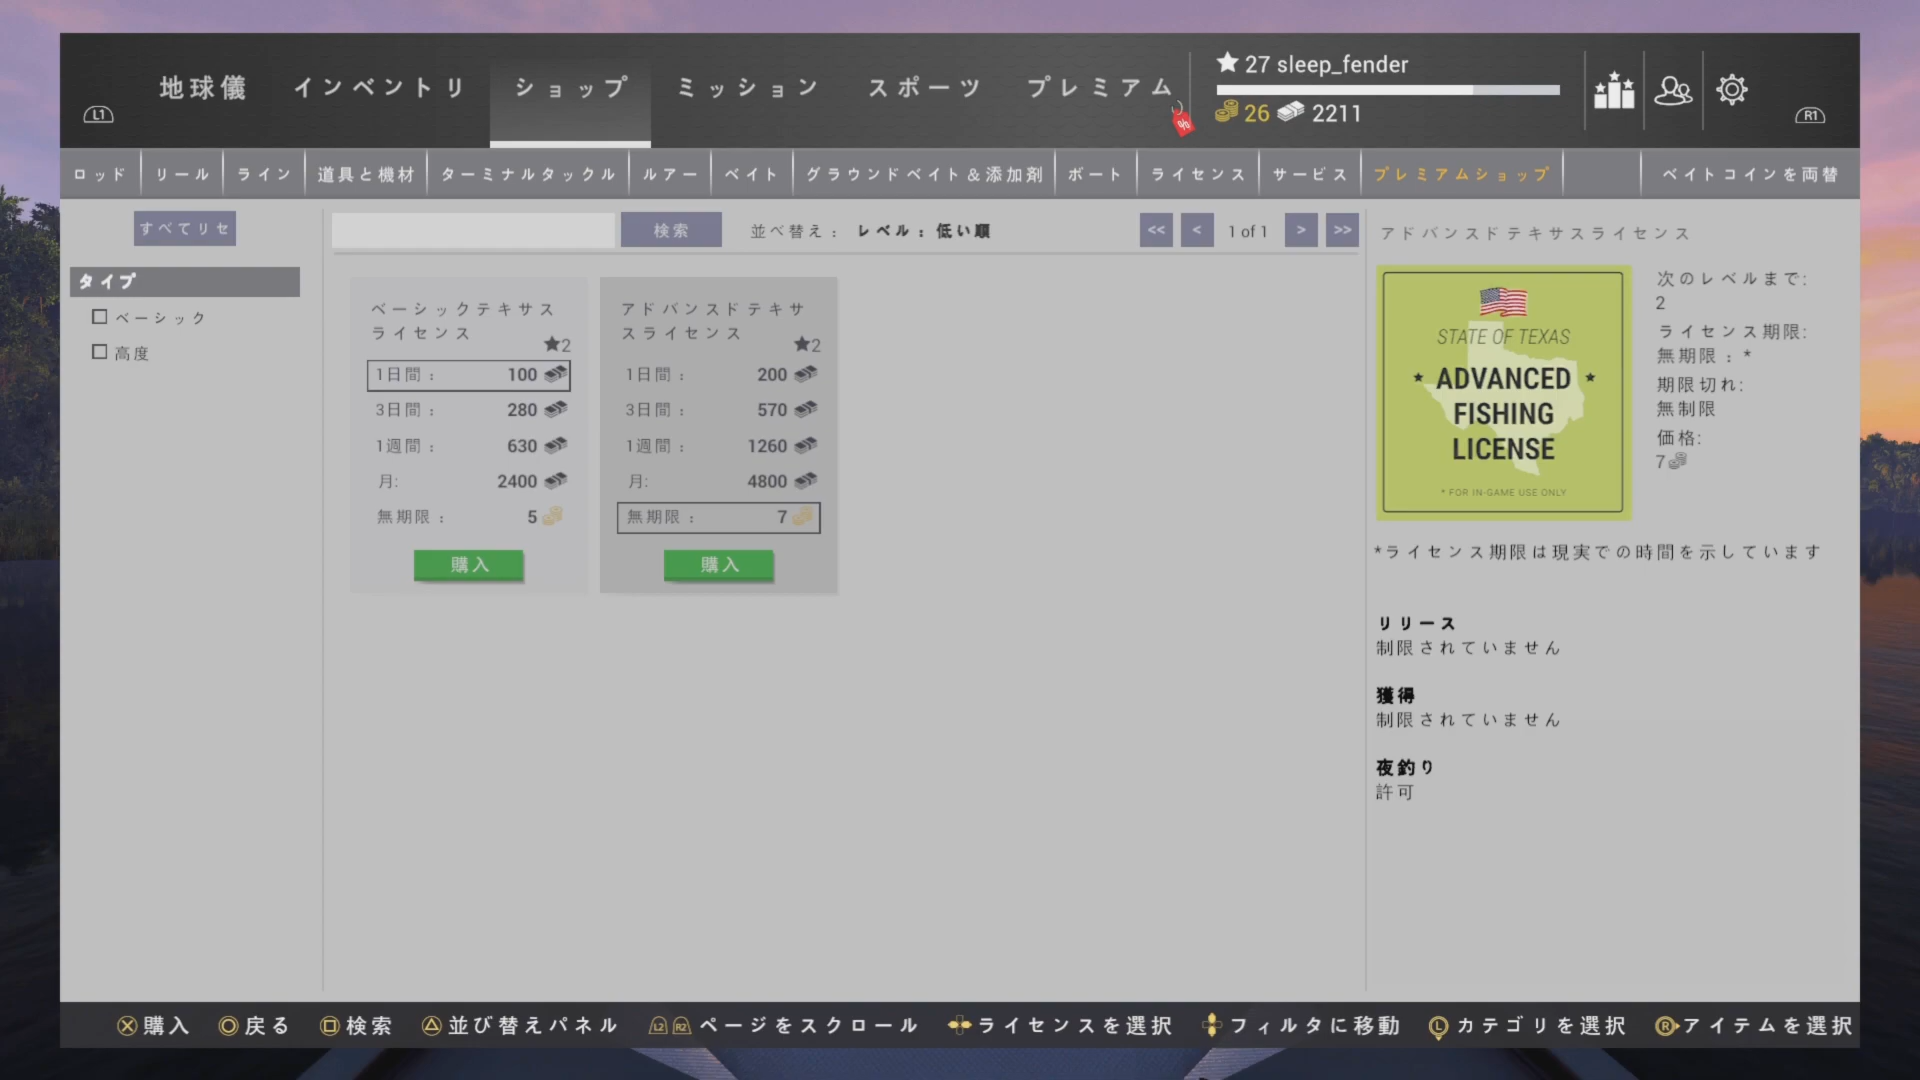 L1
地球儀 インベントリ ショップ ミッション スポーツ プレミアム
%
27 sleep_fender
26 2211
R1
ロッド リール ライン 道具と機材 ターミナルタックル ルアー ベイト グラウンドベイト&添加剤 ボート ライセンス サービス プレミアムショップ ベイトコインを両替
すべてリセ
検索
並べ替え: レベル:低い順
<< < 1 of 1 > >>
タイプ
ベーシック
高度
ベーシックテキサス
ライセンス
2
1日間: 100
3日間: 280
1週間: 630
月: 2400
無期限: 5
購入
アドバンスドテキサ
スライセンス
2
1日間: 200
3日間: 570
1週間: 1260
月: 4800
無期限: 7
購入
アドバンスドテキサスライセンス
STATE OF TEXAS
ADVANCED
FISHING
LICENSE
* FOR IN-GAME USE ONLY
次のレベルまで:
2
ライセンス期限:
無期限:*
期限切れ:
無制限
価格:
7
*ライセンス期限は現実での時間を示しています
リリース
制限されていません
獲得
制限されていません
夜釣り
許可
購入 戻る 検索 並び替えパネル L2 R2 ページをスクロール ライセンスを選択 フィルタに移動 L カテゴリを選択 R アイテムを選択